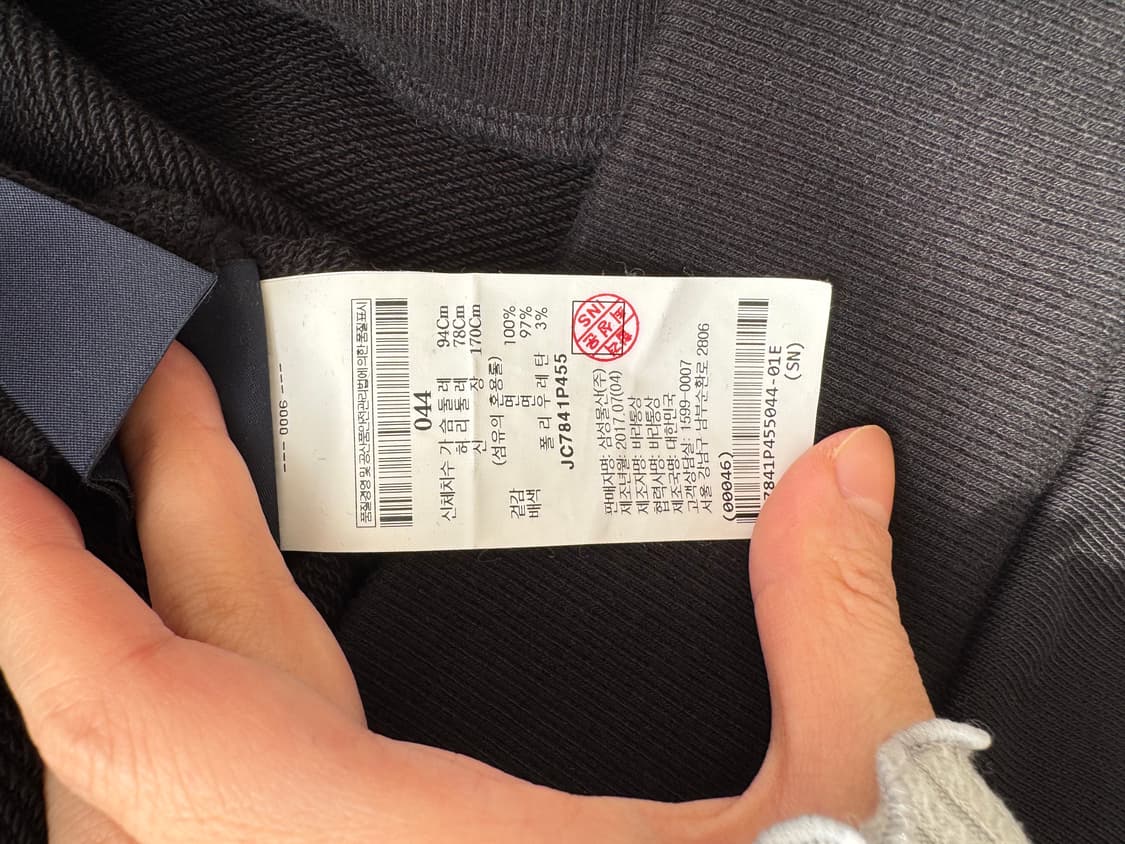 --- 0006 ---
품질경영 및 공산품안전관리법에 의한 품질표시
044
신체치수 가슴둘레 94Cm
허리둘레 78Cm
신장 170Cm
(섬유의 혼용율)
겉감 면 100%
배색 면 97%
폴리우레탄 3%
JC7841P455
SNI
판매자명: 삼성물산(주)
제조년월: 2017.07(04)
제조자명: 바리통상
협력사명: 바리통상
제조국명: 대한민국
고객상담실: 1599-0007
서울 강남구 남부순환로 2806
(00046)
7841P455044-01E
(SN)